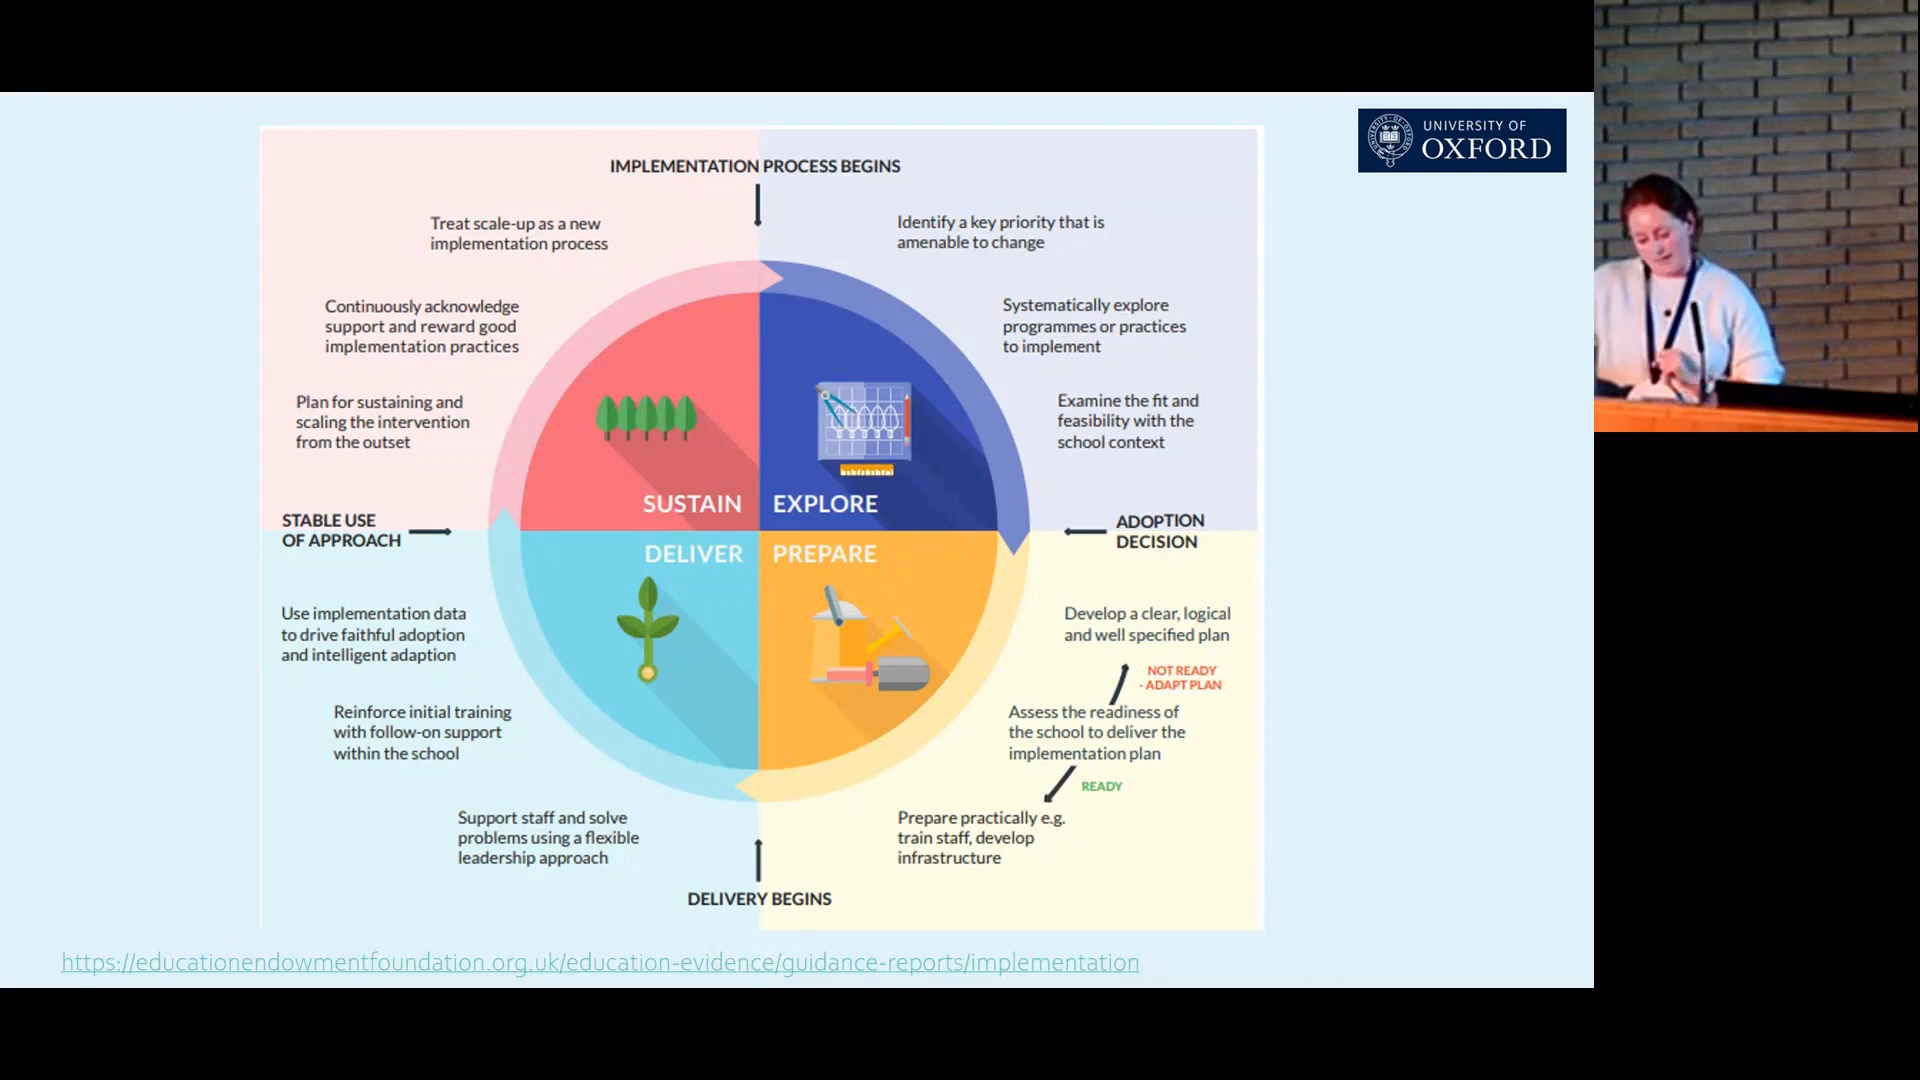 UNIVERSITY OF
OXFORD
IMPLEMENTATION PROCESS BEGINS
Treat scale-up as a new
implementation process
Continuously acknowledge
support and reward good
implementation practices
Plan for sustaining and
scaling the intervention
from the outset
Identify a key priority that is
amenable to change
Systematically explore
programmes or practices
to implement
Examine the fit and
feasibility with the
school context
SUSTAIN
EXPLORE
DELIVER
PREPARE
STABLE USE
OF APPROACH
ADOPTION
DECISION
Use implementation data
to drive faithful adoption
and intelligent adaption
Reinforce initial training
with follow-on support
within the school
Support staff and solve
problems using a flexible
leadership approach
Develop a clear, logical
and well specified plan
NOT READY
- ADAPT PLAN
Assess the readiness of
the school to deliver the
implementation plan
READY
Prepare practically e.g.
train staff, develop
infrastructure
DELIVERY BEGINS
https://educationendowmentfoundation.org.uk/education-evidence/guidance-reports/implementation